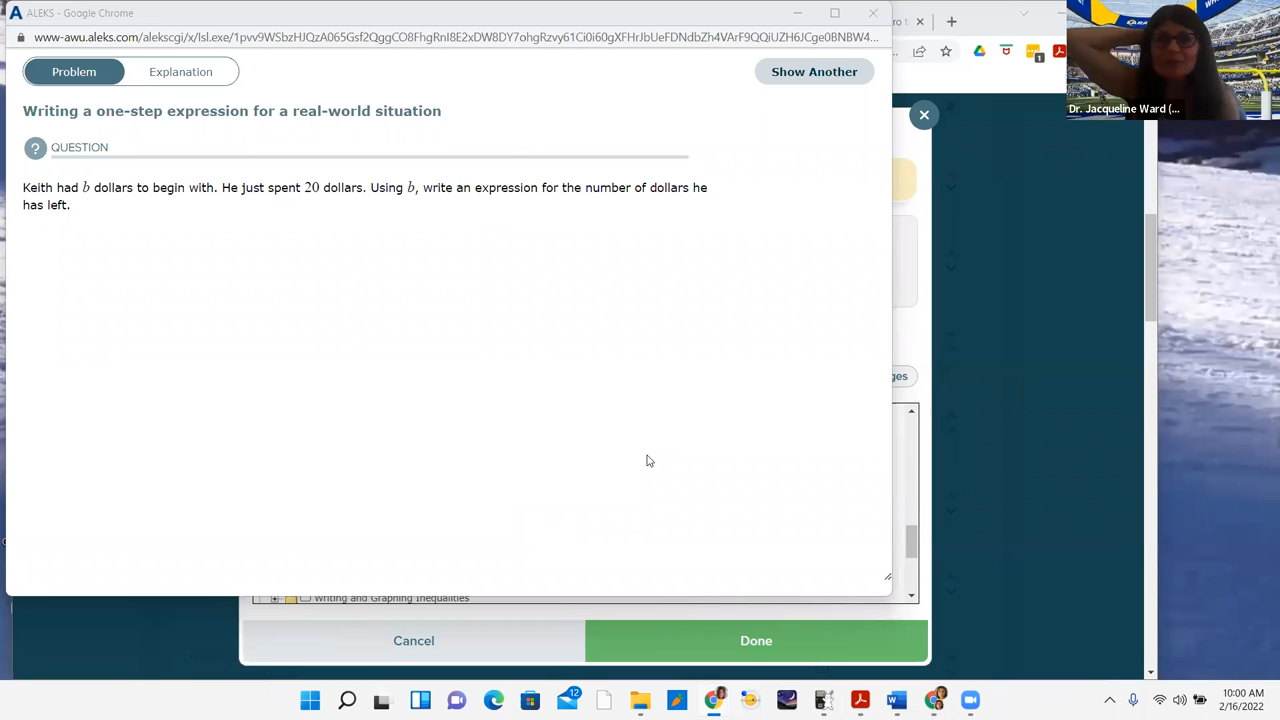 ALEKS - Google Chrome
www-awu.aleks.com/alekscgi/x/Isl.exe/1pvv9WSbzHJQzA065GsfzQggCO8FhgRnI8E2xDW8DY7ohgRzvy61Ci0i60gXFHrJbUeFDNdbZn4VArF9QQiUZH6JCge0BNBW4...
Problem
Explanation
Show Another
Writing a one-step expression for a real-world situation
? QUESTION
Keith had b dollars to begin with. He just spent 20 dollars. Using b, write an expression for the number of dollars he
has left.
Writing and Graphing Inequalities
Cancel
Done
Dr. Jacqueline Ward (...
1
12
10:00 AM
2/16/2022